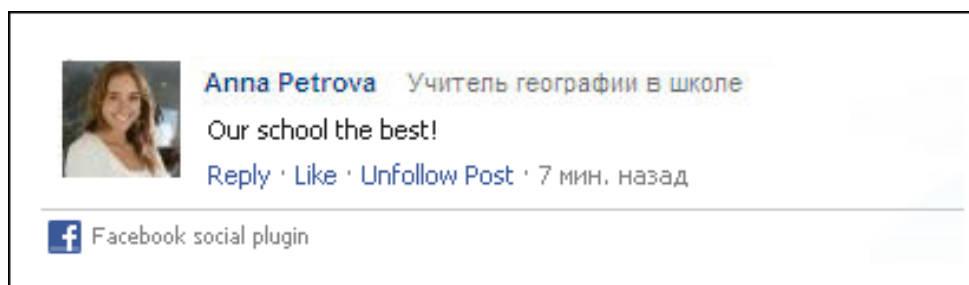 Anna Petrova Учитель географии в школе
Our school the best!
Reply · Like · Unfollow Post · 7 мин. назад
Facebook social plugin